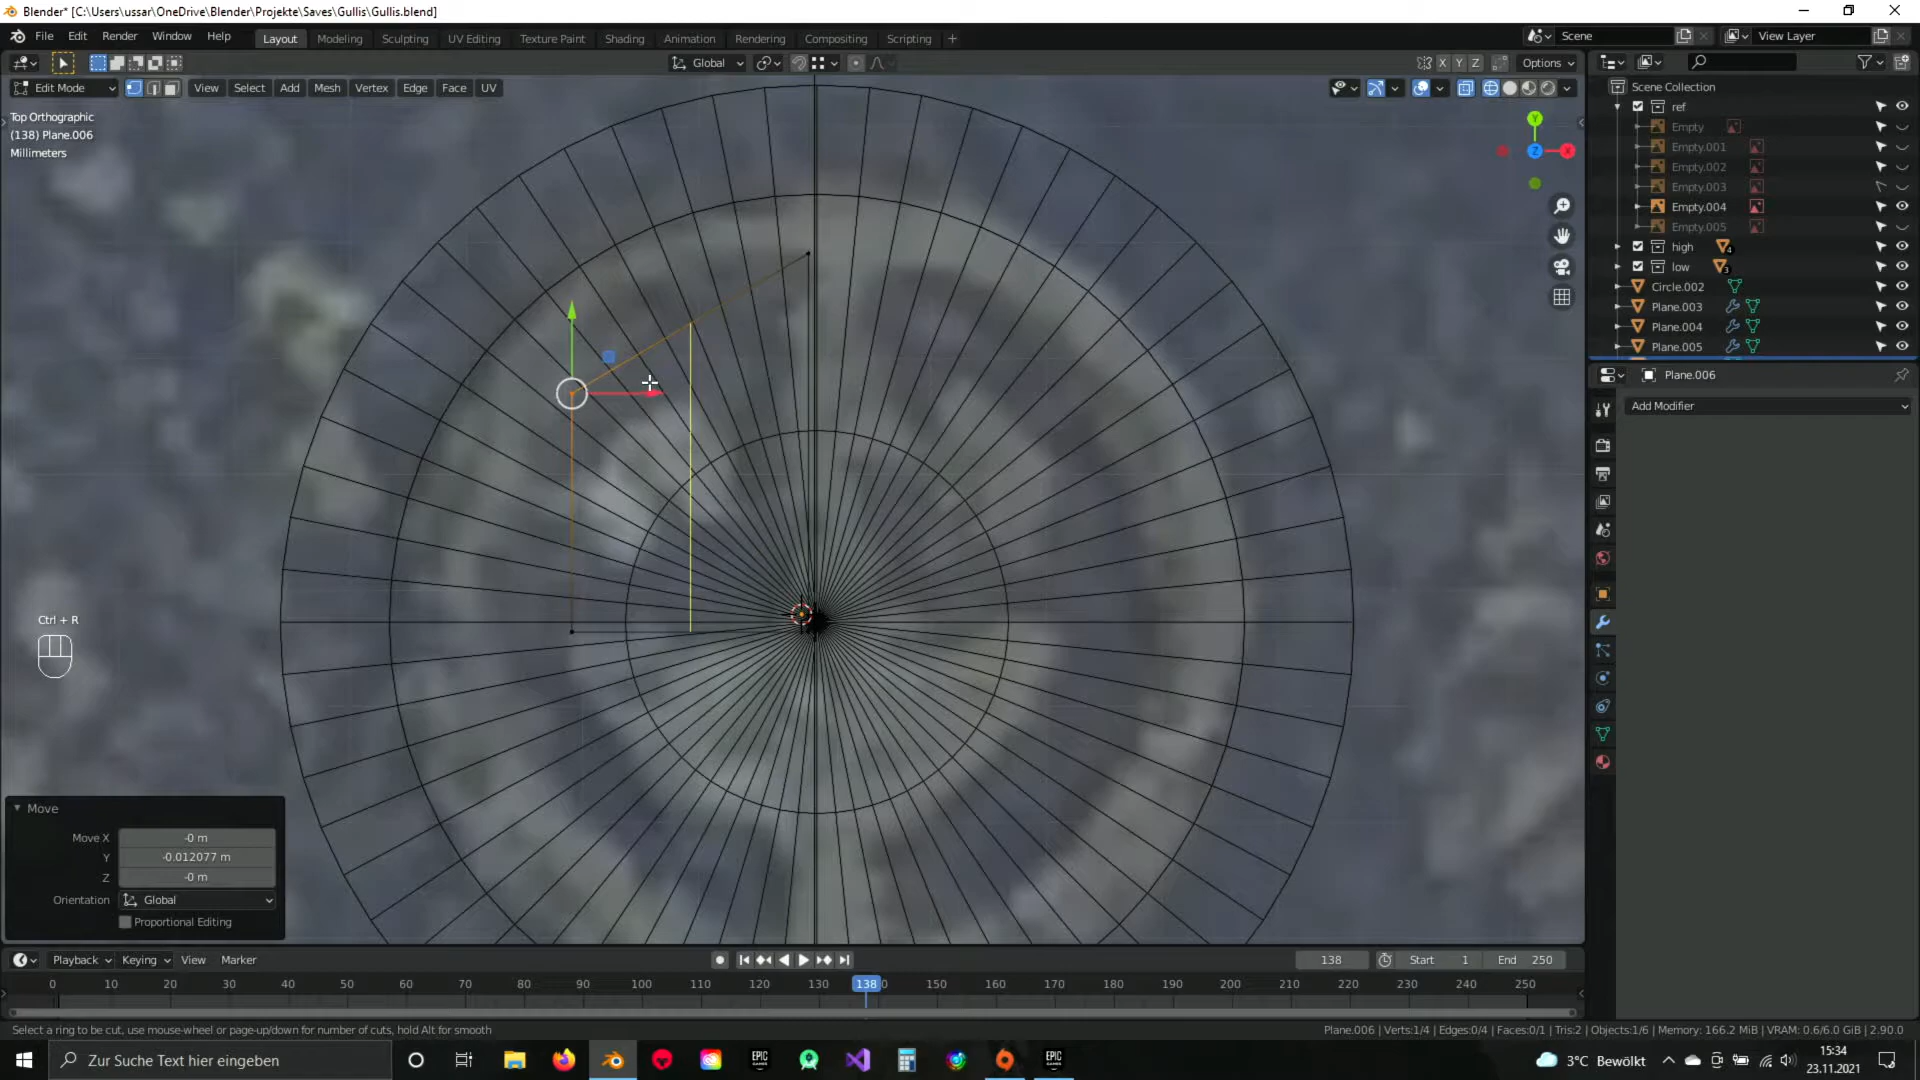 Blender* [C:\Users\ussar\OneDrive\Blender\Projekte\Saves\Gullis\Gullis.blend]
File Edit Render Window Help Layout Modeling Sculpting UV Editing Texture Paint Shading Animation Rendering Compositing Scripting + Scene View Layer
Global X Y Z Options
Edit Mode View Select Add Mesh Vertex Edge Face UV
Top Orthographic
(138) Plane.006
Millimeters
Y
Z X
Scene Collection
ref
Empty
Empty.001
Empty.002
Empty.003
Empty.004
Empty.005
high 4
low 3
Circle.002
Plane.003
Plane.004
Plane.005
Plane.006
Add Modifier
Ctrl + R
Move
Move X -0 m
Y -0.012077 m
Z -0 m
Orientation Global
Proportional Editing
Playback Keying View Marker 138 Start 1 End 250
0 10 20 30 40 50 60 70 80 90 100 110 120 130 138 150 160 170 180 190 200 210 220 230 240 250
Select a ring to be cut, use mouse-wheel or page-up/down for number of cuts, hold Alt for smooth Plane.006 | Verts:1/4 | Edges:0/4 | Faces:0/1 | Tris:2 | Objects:1/6 | Memory: 166.2 MiB | VRAM: 0.6/6.0 GiB | 2.90.0
Zur Suche Text hier eingeben EPIC GAMES EPIC GAMES 3°C Bewölkt 15:34
23.11.2021